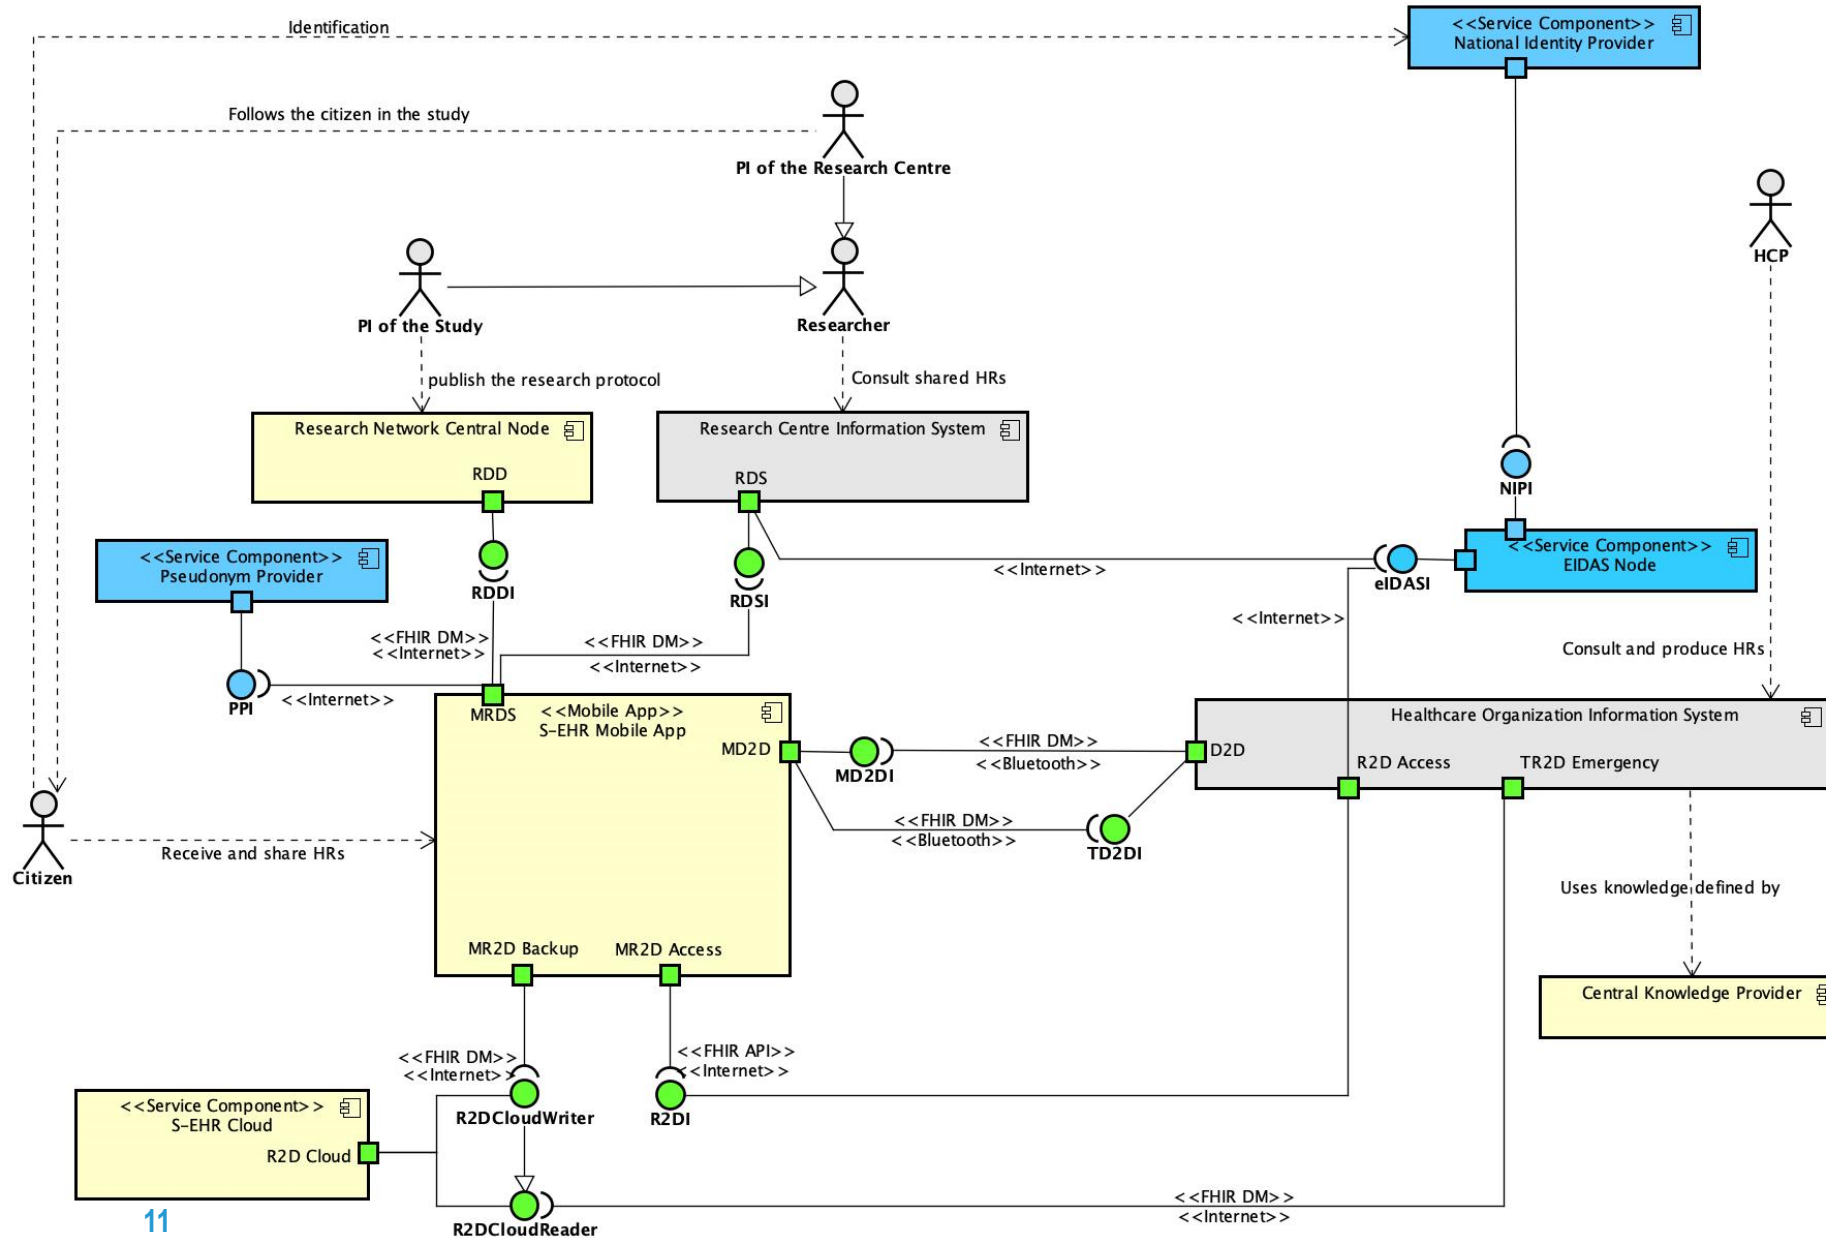 Identification
<<Service Component>>
National Identity Provider
Follows the citizen in the study
PI of the Research Centre
HCP
PI of the Study
Researcher
publish the research protocol
Consult shared HRs
Research Network Central Node
RDD
Research Centre Information System
RDS
NIPI
<<Service Component>>
Pseudonym Provider
RDDI
RDSI
<<Internet>>
eIDASI
<<Service Component>>
EIDAS Node
<<Internet>>
<<FHIR DM>>
<<Internet>>
<<FHIR DM>>
<<Internet>>
Consult and produce HRs
PPI
<<Internet>>
MRDS
<<Mobile App>>
S-EHR Mobile App
MD2D
MD2DI
<<FHIR DM>>
<<Bluetooth>>
D2D
Healthcare Organization Information System
R2D Access
TR2D Emergency
<<FHIR DM>>
<<Bluetooth>>
TD2DI
Citizen
Receive and share HRs
Uses knowledge defined by
MR2D Backup
MR2D Access
Central Knowledge Provider
<<FHIR DM>>
<<Internet>
<<FHIR API>>
<<Internet>>
R2DCloudWriter
R2DI
<<Service Component>>
S-EHR Cloud
R2D Cloud
<<FHIR DM>>
<<Internet>>
R2DCloudReader
11